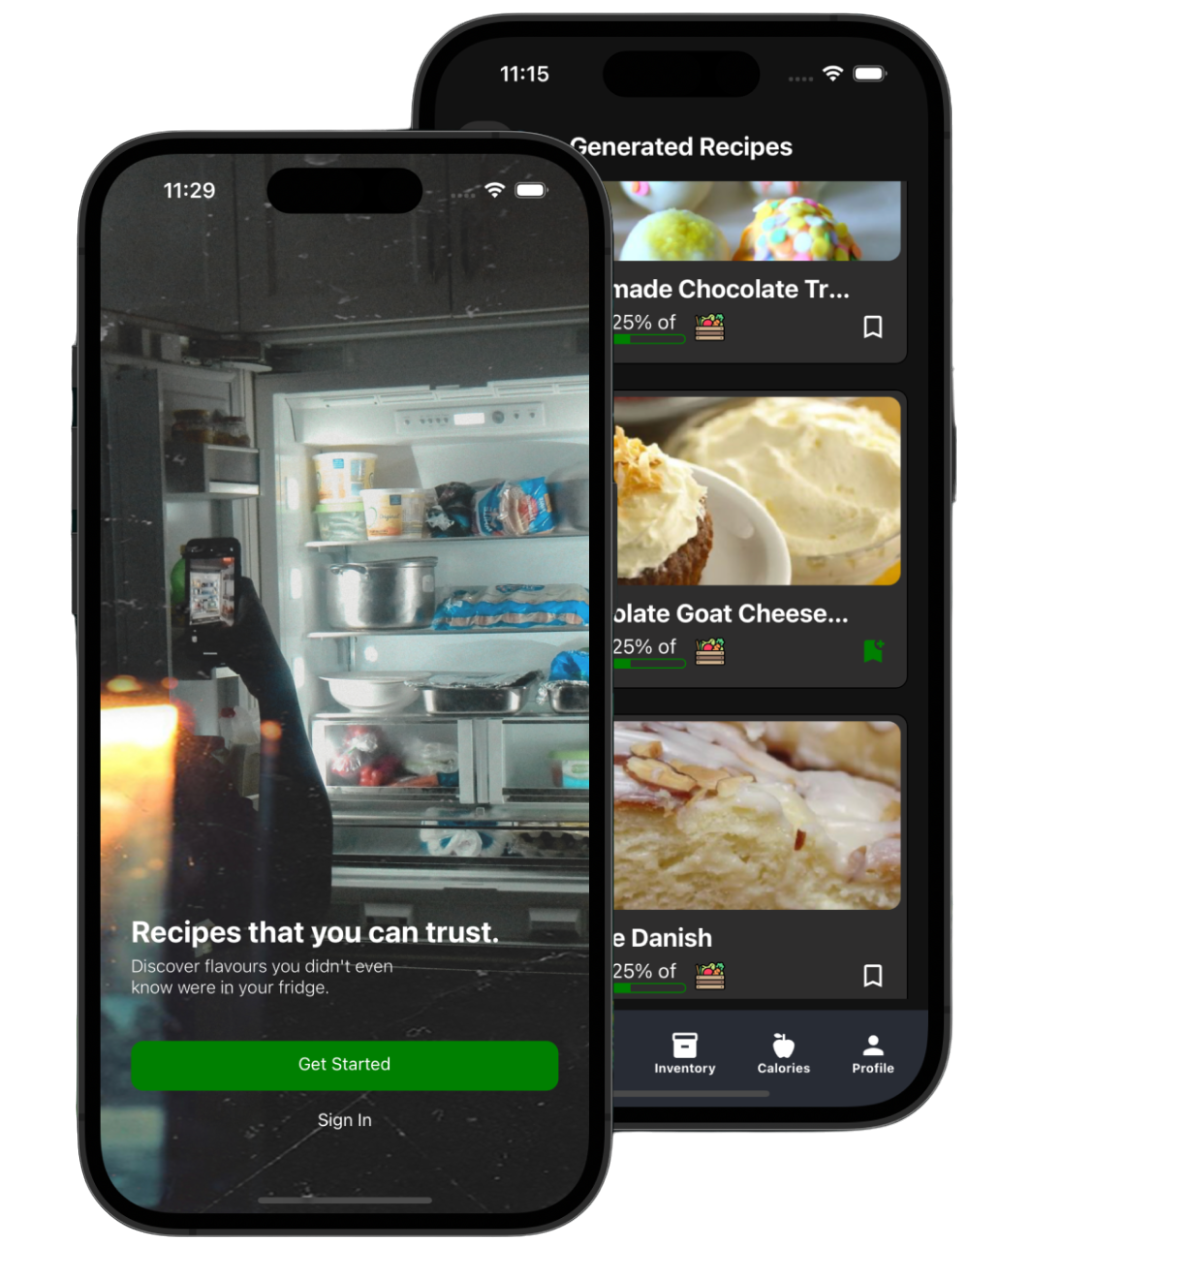 11:29
Recipes that you can trust.
Discover flavours you didn't even
know were in your fridge.
Get Started
Sign In
11:15
Generated Recipes
made Chocolate Tr...
25% of
olate Goat Cheese...
25% of
e Danish
25% of
Inventory
Calories
Profile